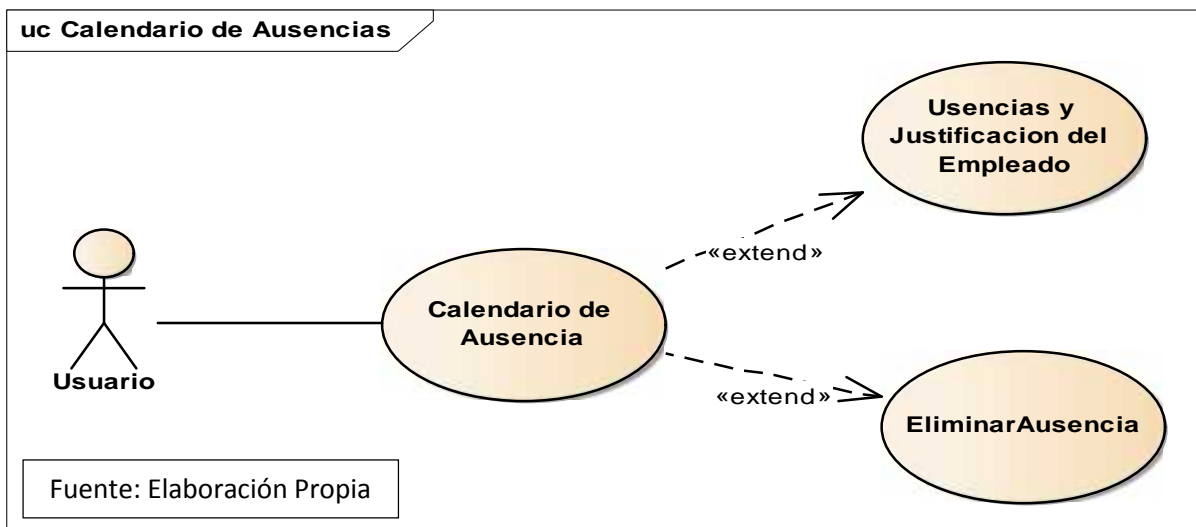 uc Calendario de Ausencias
Usencias y
Justificacion del
Empleado
«extend»
Calendario de
Ausencia
Usuario
«extend»
EliminarAusencia
Fuente: Elaboración Propia